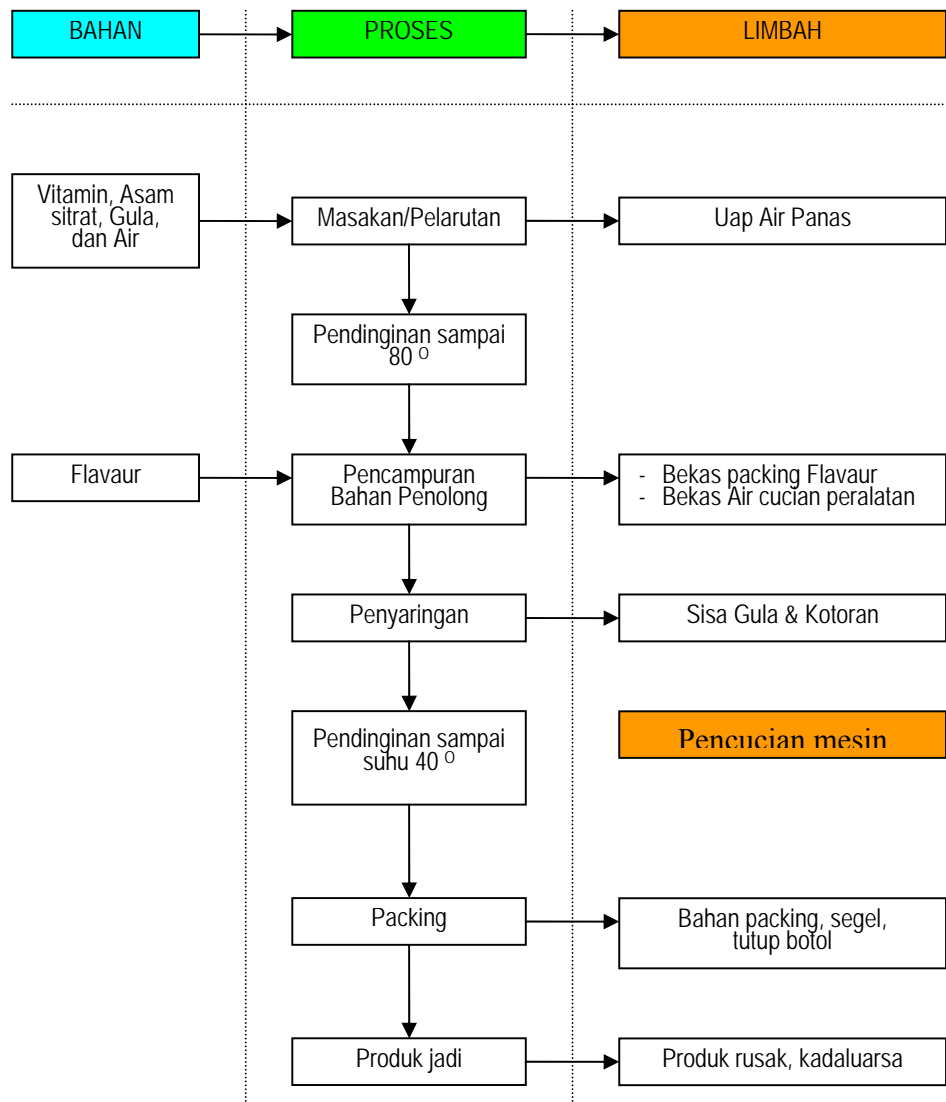 BAHAN
PROSES
LIMBAH
Vitamin, Asam
sitrat, Gula,
dan Air
Masakan/Pelarutan
Uap Air Panas
Pendinginan sampai
80 O
Flavaur
Pencampuran
Bahan Penolong
- Bekas packing Flavaur
- Bekas Air cucian peralatan
Penyaringan
Sisa Gula & Kotoran
Pendinginan sampai
suhu 40 O
Pencucian mesin
Packing
Bahan packing, segel,
tutup botol
Produk jadi
Produk rusak, kadaluarsa